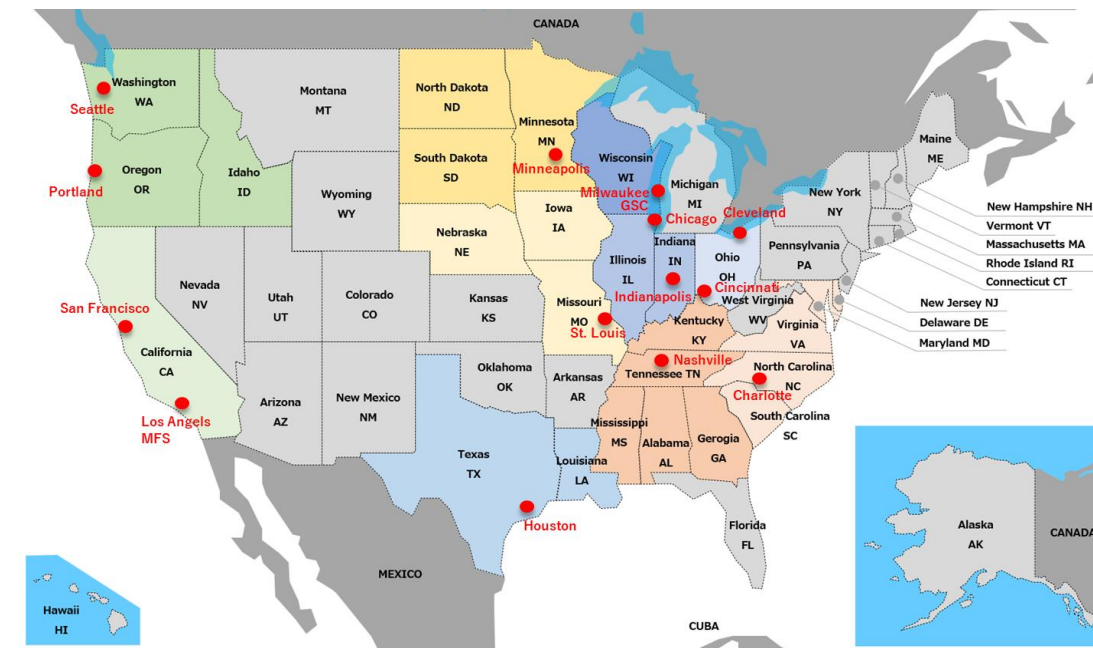 CANADA
Washington
WA
Seattle
Montana
MT
North Dakota
ND
Minnesota
MN
Minneapolis
Maine
ME
Portland
Oregon
OR
Idaho
ID
South Dakota
SD
Wisconsin
WI
Milwaukee
GSC
Michigan
MI
New York
NY
New Hampshire NH
Vermont VT
Massachusetts MA
Rhode Island RI
Connecticut CT
Wyoming
WY
Iowa
IA
Nebraska
NE
Chicago
Cleveland
Illinois
IL
Indiana
IN
Indianapolis
Ohio
OH
Cincinnati
Pennsylvania
PA
New Jersey NJ
Delaware DE
Maryland MD
San Francisco
Nevada
NV
Utah
UT
Colorado
CO
Kansas
KS
Missouri
MO
St. Louis
West Virginia
WV
Kentucky
KY
Virginia
VA
California
CA
Los Angels
MFS
Arizona
AZ
New Mexico
NM
Oklahoma
OK
Arkansas
AR
Nashville
Tennessee TN
North Carolina
NC
Charlotte
South Carolina
SC
Texas
TX
Houston
Louisiana
LA
Mississippi
MS
Alabama
AL
Gerogia
GA
Florida
FL
MEXICO
CUBA
Hawaii
HI
Alaska
AK
CANADA